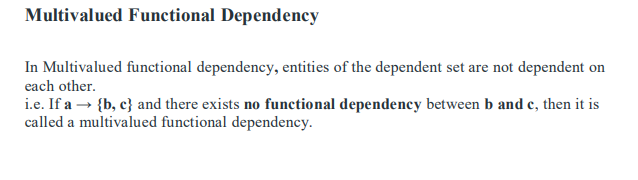 Multivalued Functional Dependency
In Multivalued functional dependency, entities of the dependent set are not dependent on
each other.
i.e. If a → {b, c} and there exists no functional dependency between b and c, then it is
called a multivalued functional dependency.